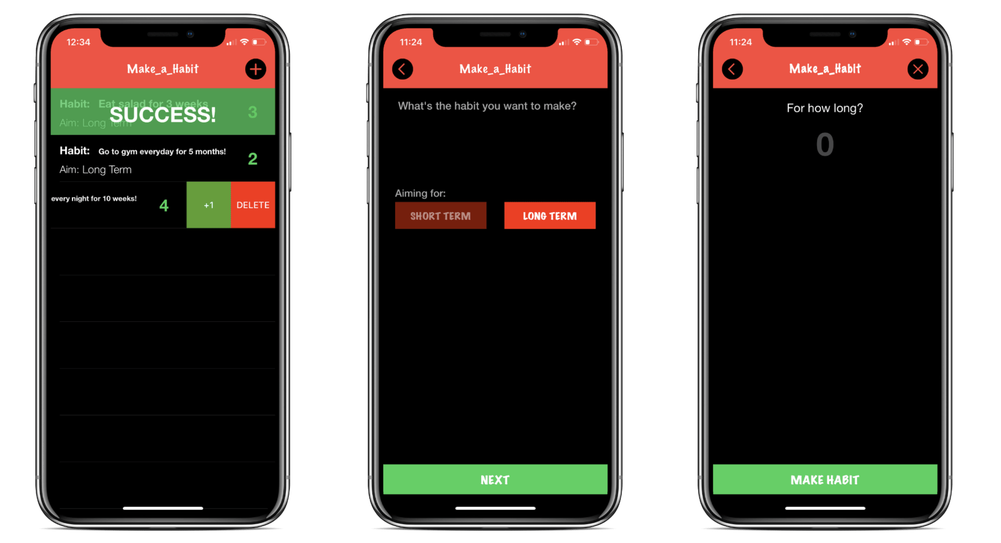 12:34
Make_a_Habit
Habit: Eat salad for 3 weeks
3
SUCCESS!
Aim: Long Term
Habit: Go to gym everyday for 5 months!
2
Aim: Long Term
every night for 10 weeks!
4
+1
DELETE
11:24
Make_a_Habit
What's the habit you want to make?
Aiming for:
SHORT TERM
LONG TERM
NEXT
11:24
Make_a_Habit
For how long?
0
MAKE HABIT